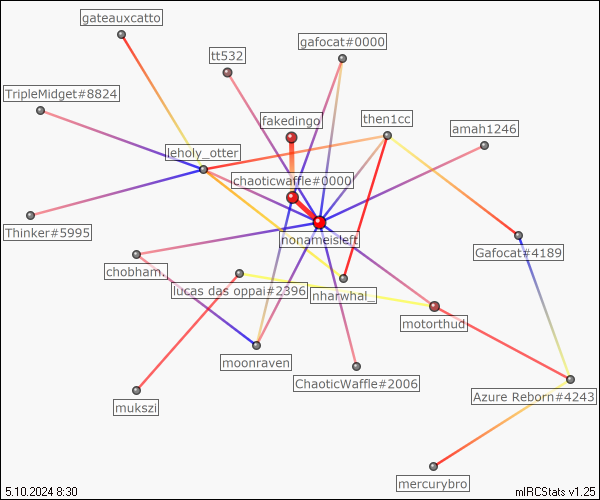 gateauxcatto
gafocat#0000
tt532
TripleMidget#8824
fakedingo
then1cc
amah1246
leholy_otter
chaoticwaffle#0000
Thinker#5995
nonameisleft
Gafocat#4189
chobham.
lucas das oppai#2396
nharwhal_
motorthud
moonraven
ChaoticWaffle#2006
Azure Reborn#4243
mukszi
mercurybro
5.10.2024 8:30
mIRCStats v1.25